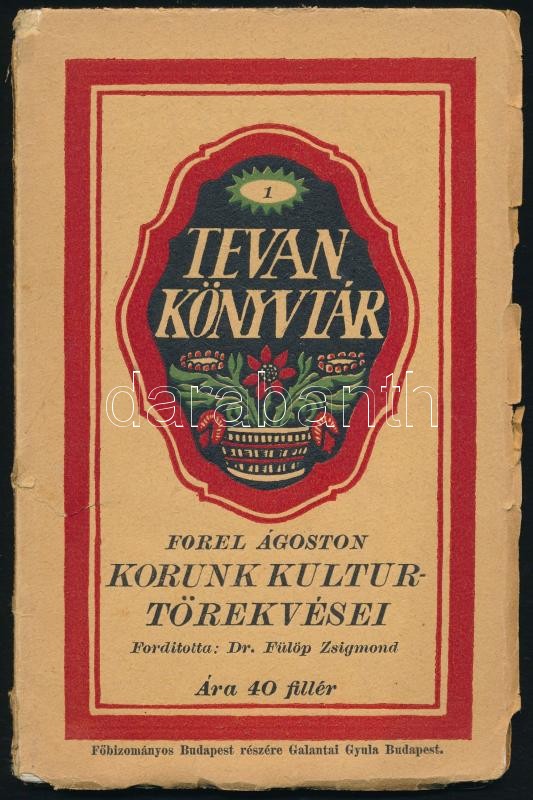 1
TEVAN
KÖNYVTÁR
darabanth
FOREL ÁGOSTON
KORUNK KULTUR-
TÖREKVÉSEI
Forditotta: Dr. Fülöp Zsigmond
Ára 40 fillér
Főbizományos Budapest részére Galantai Gyula Budapest.